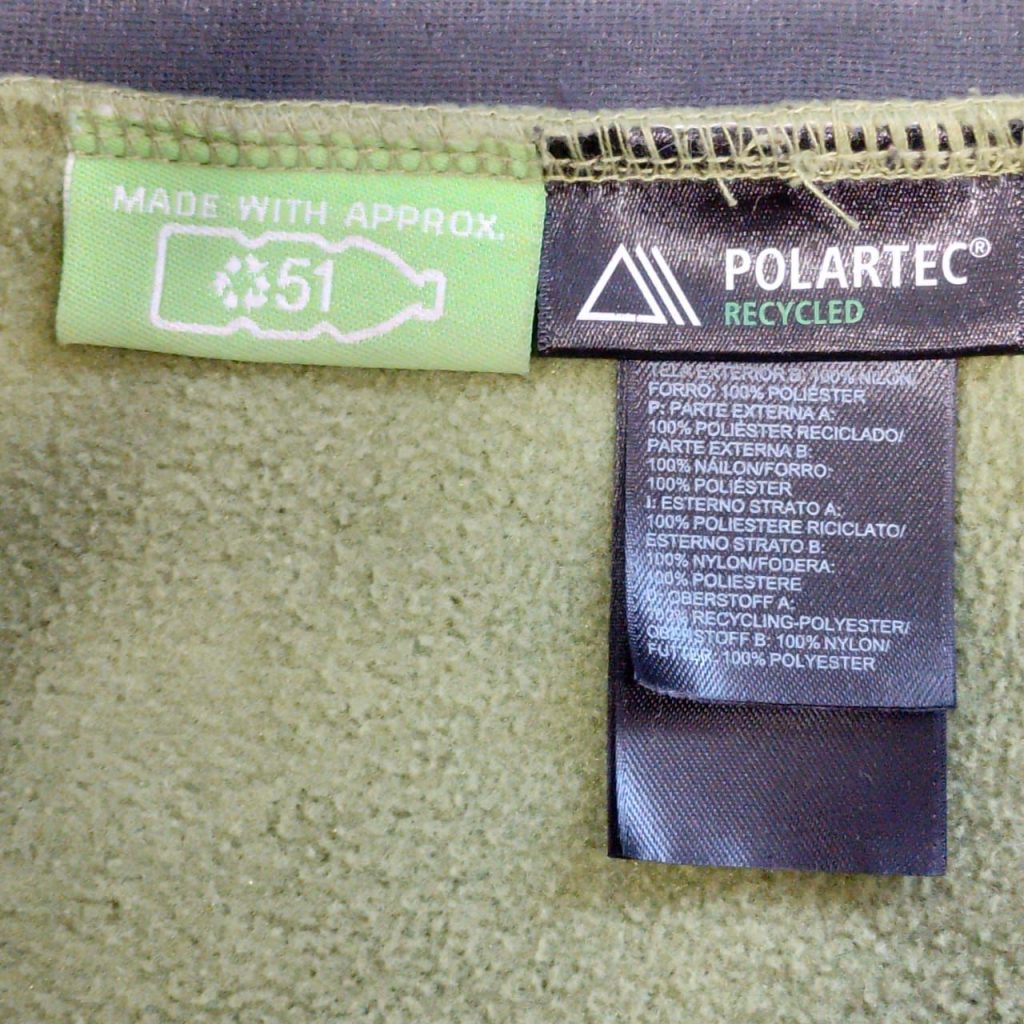 MADE WITH APPROX.
51
POLARTEC®
RECYCLED
FORRO: 100% POLIÉSTER
P: PARTE EXTERNA A:
100% POLIÉSTER RECICLADO/
PARTE EXTERNA B:
100% NÁILON/FORRO:
100% POLIÉSTER
I: ESTERNO STRATO A:
100% POLIESTERE RICICLATO/
ESTERNO STRATO B:
100% NYLON/FODERA:
100% POLIESTERE
OBERSTOFF A:
RECYCLING-POLYESTER/
OBERSTOFF B: 100% NYLON/
FUTTER: 100% POLYESTER